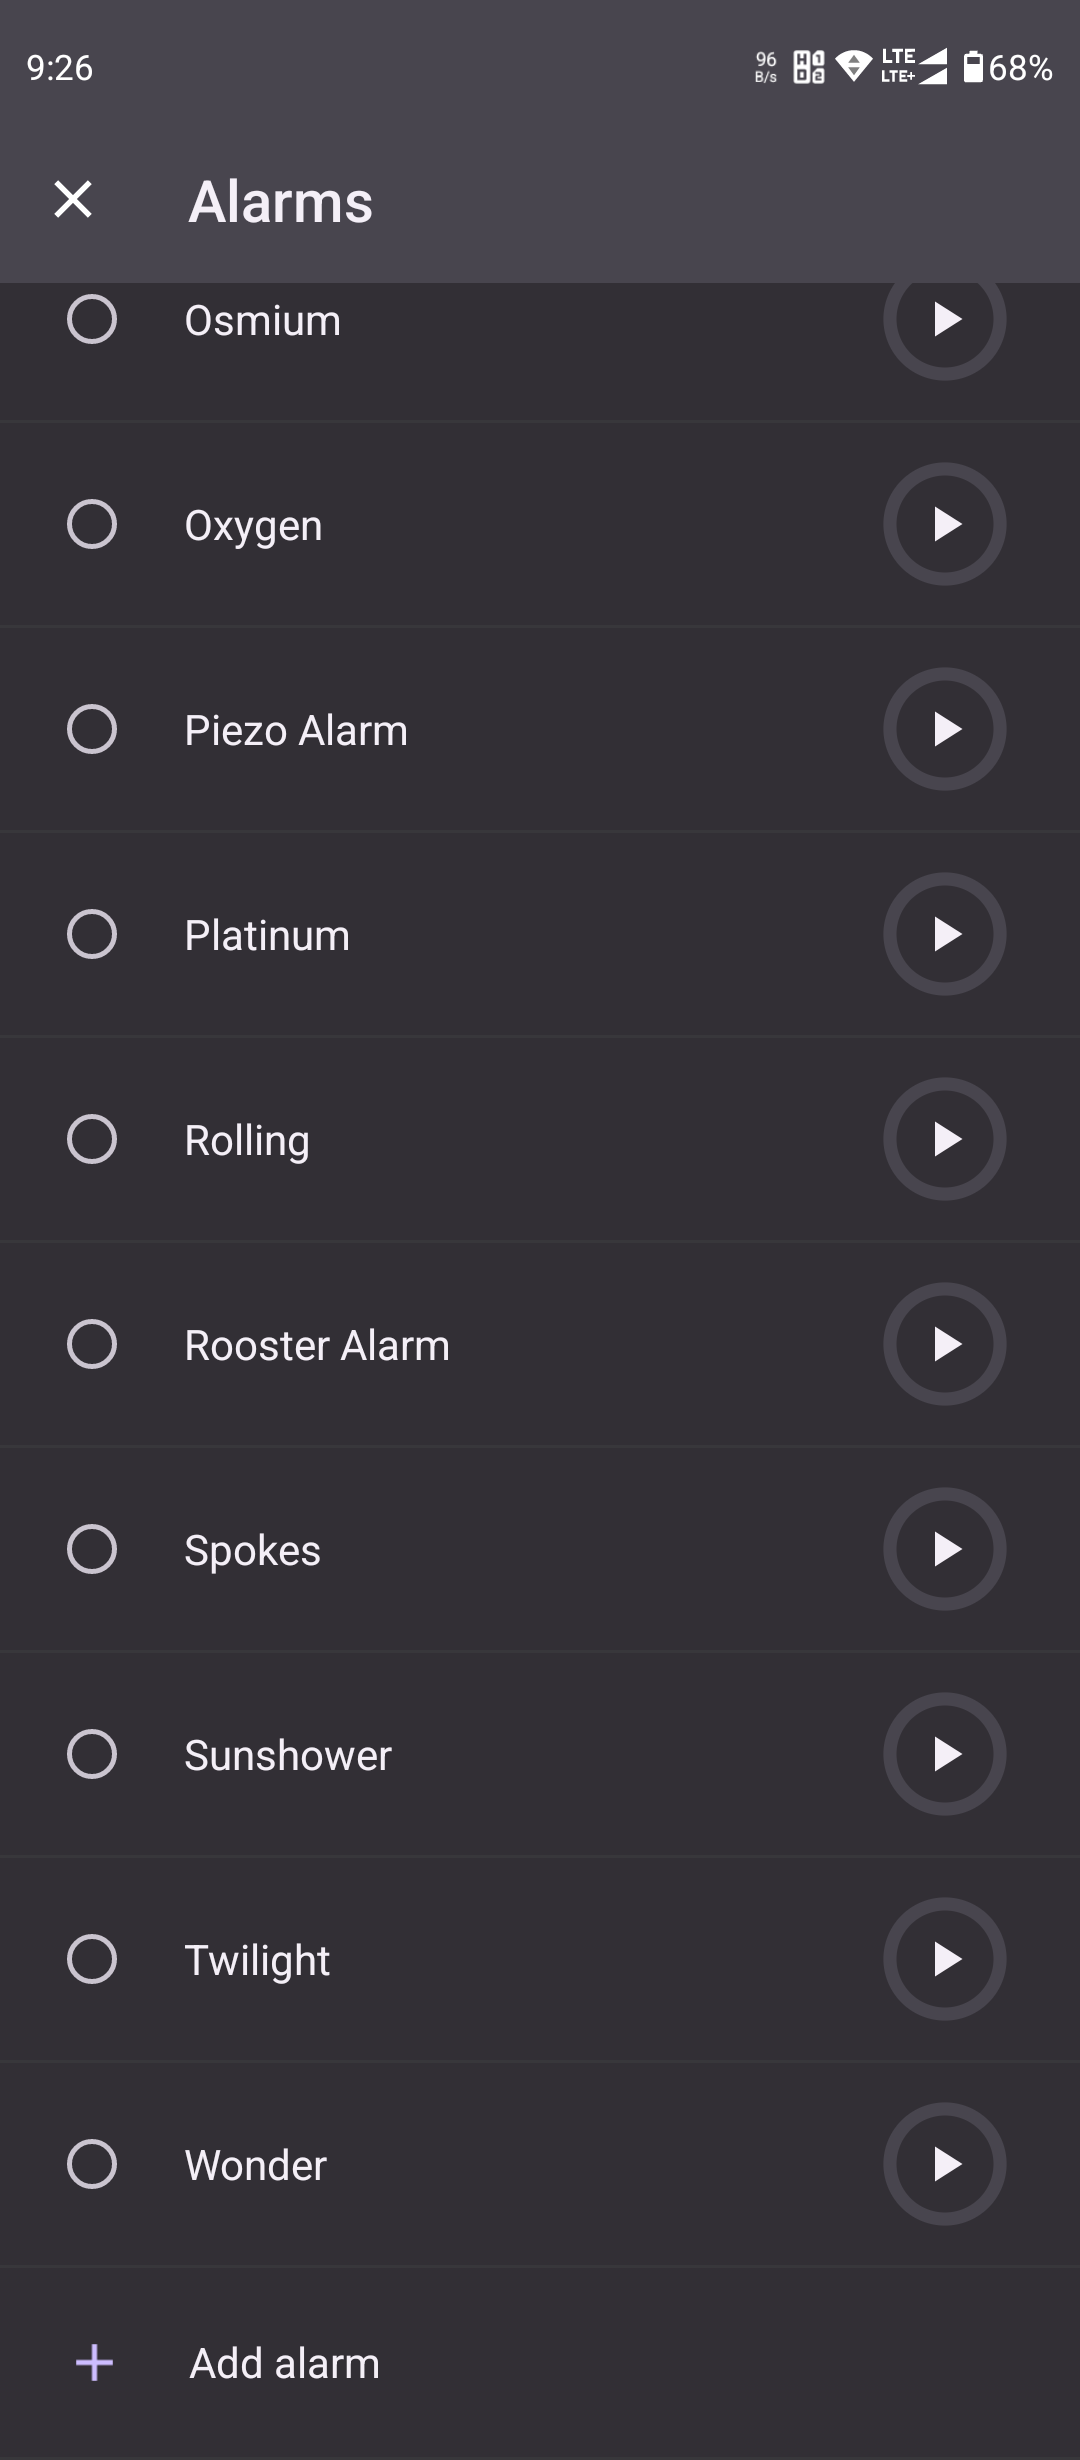 9:26
96
B/s
LTE
LTE+
68%
Alarms
Osmium
Oxygen
Piezo Alarm
Platinum
Rolling
Rooster Alarm
Spokes
Sunshower
Twilight
Wonder
Add alarm